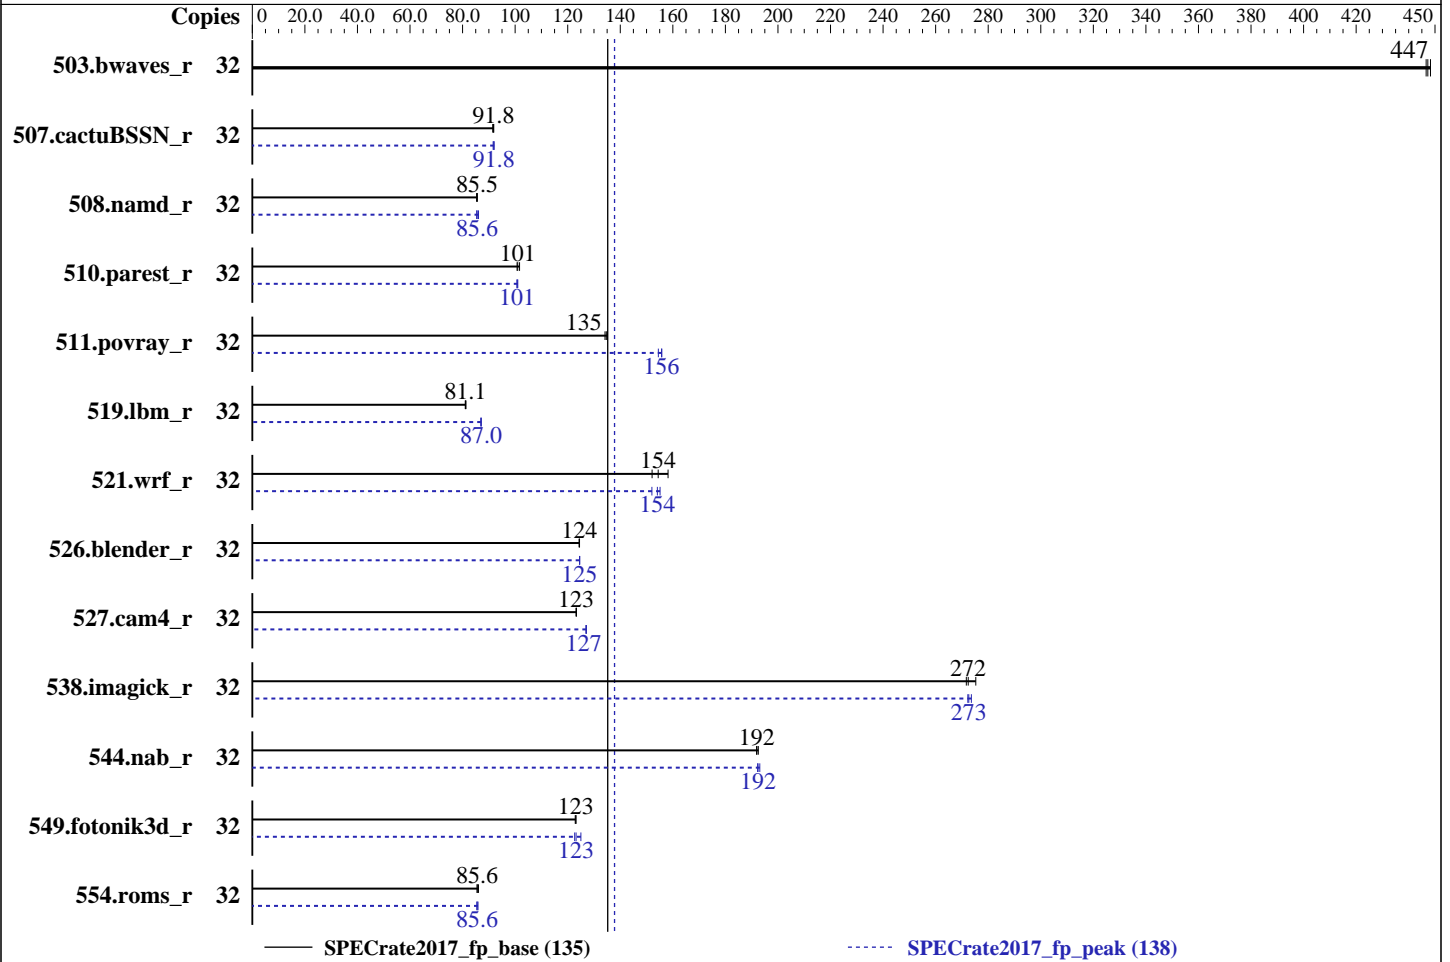 Copies 0 20.0 40.0 60.0 80.0 100 120 140 160 180 200 220 240 260 280 300 320 340 360 380 400 420 450
447
503.bwaves_r 32
91.8
507.cactuBSSN_r 32
91.8
85.5
508.namd_r 32
85.6
101
510.parest_r 32
101
135
511.povray_r 32
156
81.1
519.lbm_r 32
87.0
154
521.wrf_r 32
154
124
526.blender_r 32
125
123
527.cam4_r 32
127
272
538.imagick_r 32
273
192
544.nab_r 32
192
123
549.fotonik3d_r 32
123
85.6
554.roms_r 32
85.6
SPECrate2017_fp_base (135) SPECrate2017_fp_peak (138)